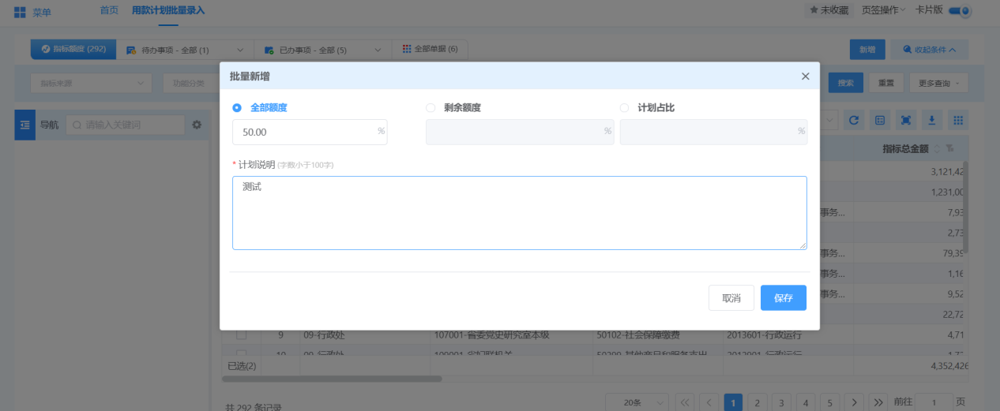 菜单 首页 用款计划批量录入 未收藏 页签操作 卡片版
指标额度 (292) 待办事项 - 全部 (1) 已办事项 - 全部 (5) 全部单据 (6) 新增 收起条件
指标来源 功能分类 搜索 重置 更多查询
导航 请输入关键词
批量新增
全部额度 剩余额度 计划占比
50.00 % % %
* 计划说明 (字数小于100字)
测试
取消 保存
指标总金额
3,121,42
1,231,00
事务... 7,93
2,73
事务... 79,39
事务... 1,16
事务... 9,52
22,72
9 09-行政处 107001-省委党史研究室本级 50102-社会保障缴费 2013601-行政运行 4,71
已选(2) 4,352,426
共 292 条记录 20条 1 2 3 4 5 前往 1 页